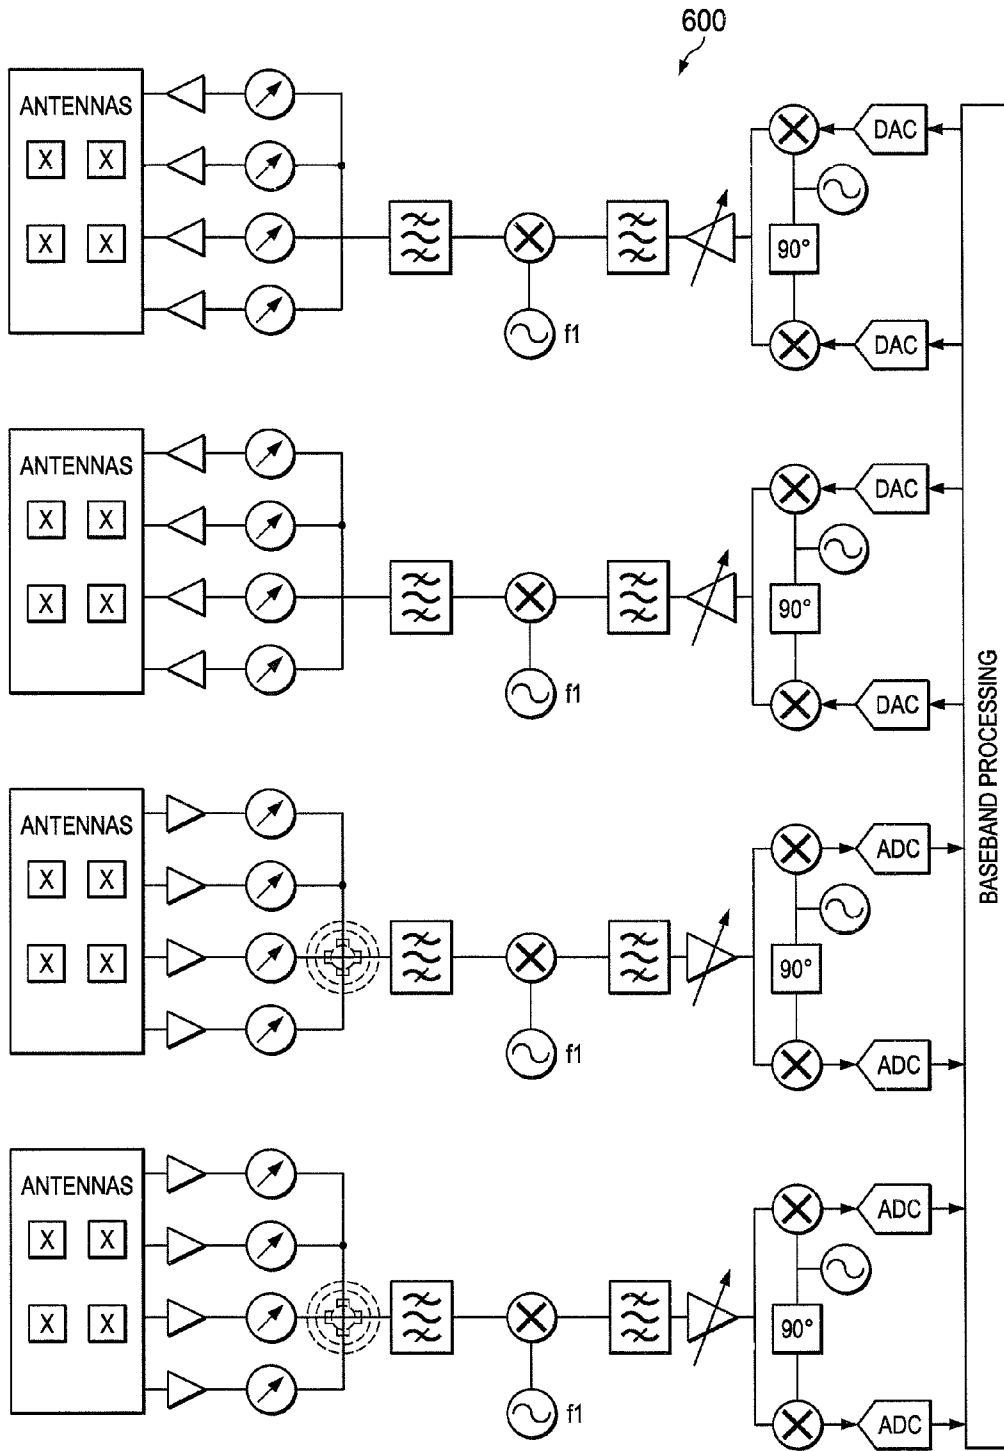 600
ANTENNAS
X X
X X
f1
90°
DAC
DAC
ANTENNAS
X X
X X
f1
90°
DAC
DAC
ANTENNAS
X X
X X
f1
90°
ADC
ADC
ANTENNAS
X X
X X
f1
90°
ADC
ADC
BASEBAND PROCESSING